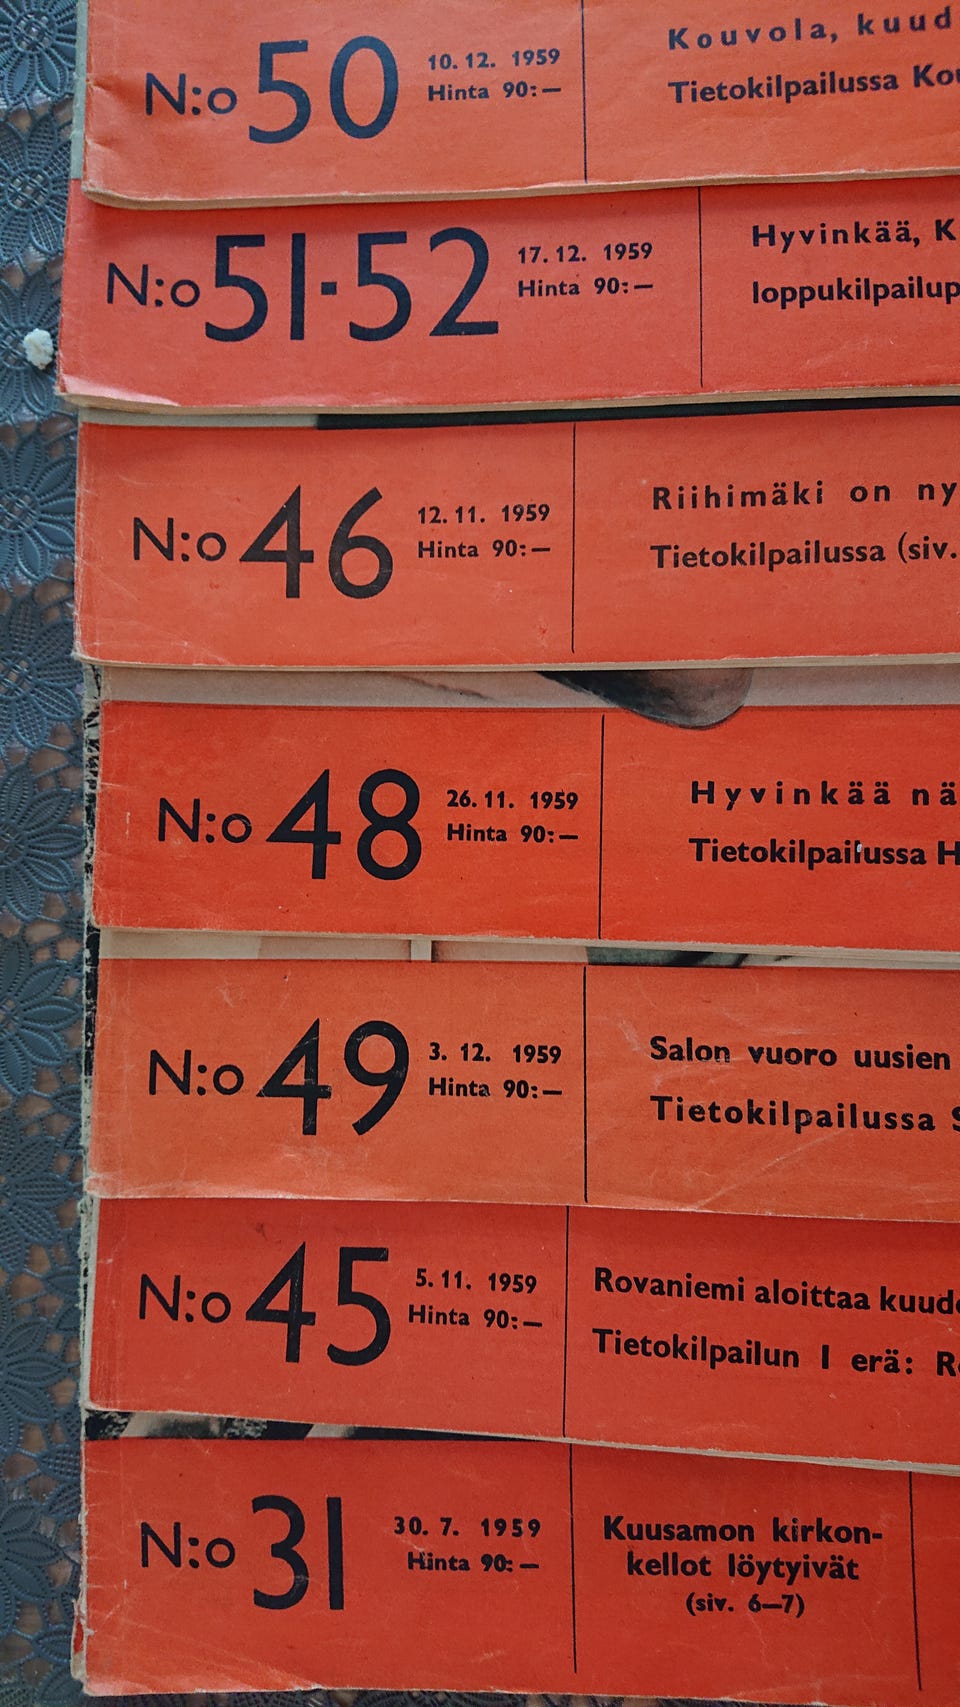 N:o 50
10. 12. 1959
Hinta 90:—
Kouvola, kuud
Tietokilpailussa Kou
N:o 51-52
17. 12. 1959
Hinta 90:—
Hyvinkää, K
loppukilpailup
N:o 46
12. 11. 1959
Hinta 90:—
Riihimäki on ny
Tietokilpailussa (siv.
N:o 48
26. 11. 1959
Hinta 90:—
Hyvinkää nä
Tietokilpailussa H
N:o 49
3. 12. 1959
Hinta 90:—
Salon vuoro uusien
Tietokilpailussa S
N:o 45
5. 11. 1959
Hinta 90:—
Rovaniemi aloittaa kuude
Tietokilpailun I erä: R
N:o 31
30. 7. 1959
Hinta 90:—
Kuusamon kirkon-
kellot löytyivät
(siv. 6—7)